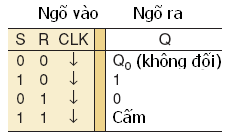 Ngõ vào Ngõ ra
S R CLK Q
0 0 ↓ Q₀ (không đổi)
1 0 ↓ 1
0 1 ↓ 0
1 1 ↓ Cấm